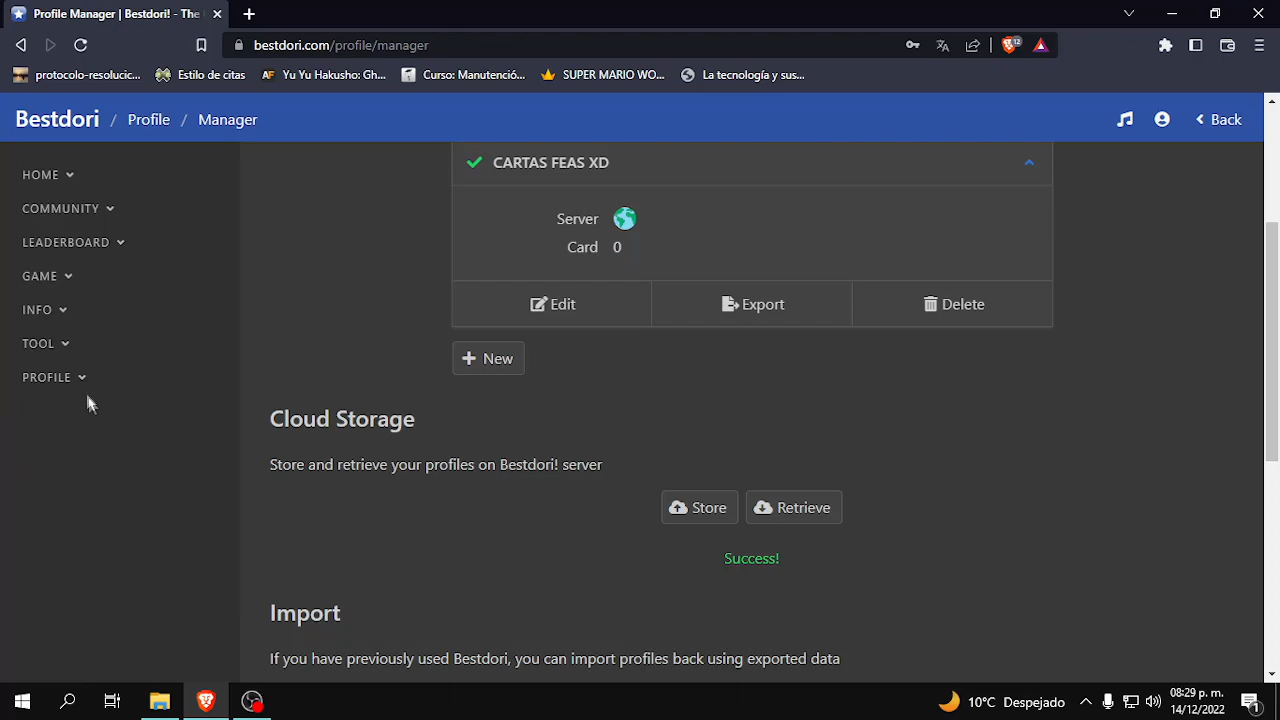 Profile Manager | Bestdori! - The
bestdori.com/profile/manager
12
protocolo-resolucic...
Estilo de citas
AF Yu Yu Hakusho: Gh...
Curso: Manutenció...
SUPER MARIO WO...
La tecnología y sus...
Bestdori / Profile / Manager
Back
HOME
COMMUNITY
LEADERBOARD
GAME
INFO
TOOL
PROFILE
CARTAS FEAS XD
Server
Card 0
Edit
Export
Delete
New
Cloud Storage
Store and retrieve your profiles on Bestdori! server
Store
Retrieve
Success!
Import
If you have previously used Bestdori, you can import profiles back using exported data
10°C Despejado
08:29 p. m.
14/12/2022
1